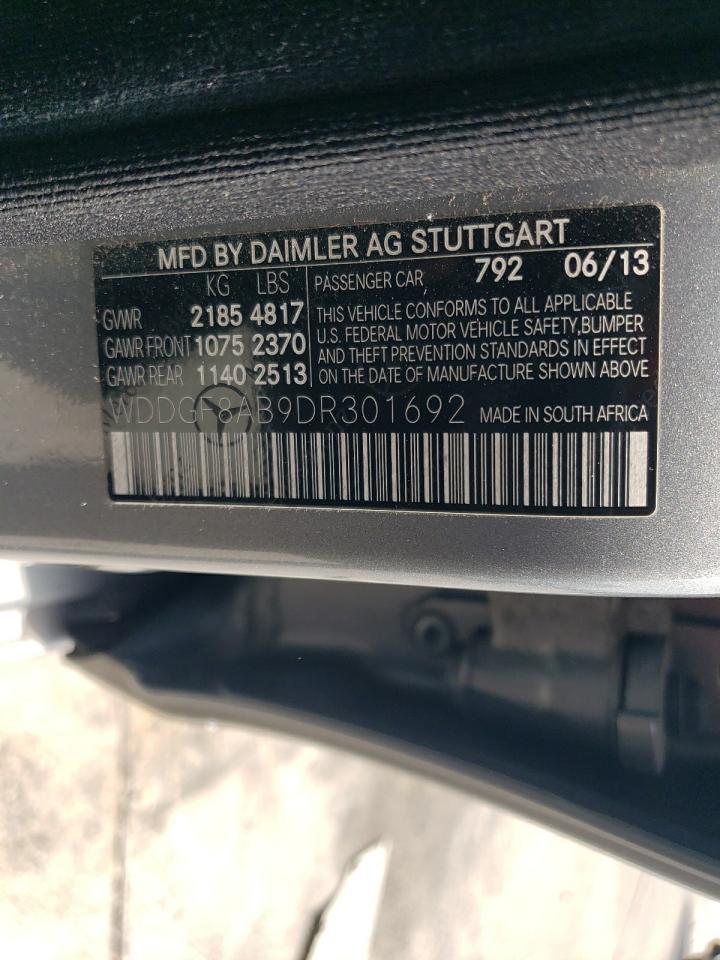 MFD BY DAIMLER AG STUTTGART
KG LBS PASSENGER CAR, 792 06/13
GVWR 2185 4817
GAWR FRONT 1075 2370
GAWR REAR 1140 2513
THIS VEHICLE CONFORMS TO ALL APPLICABLE
U.S. FEDERAL MOTOR VEHICLE SAFETY,BUMPER
AND THEFT PREVENTION STANDARDS IN EFFECT
ON THE DATE OF MANUFACTURE SHOWN ABOVE
WDDGF8AB9DR301692 MADE IN SOUTH AFRICA